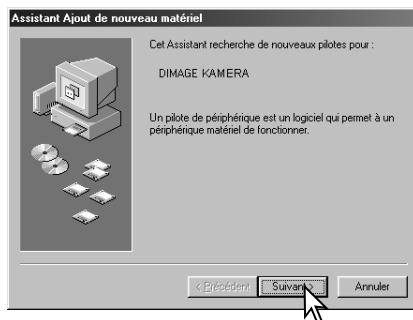 Assistant Ajout de nouveau matériel
Cet Assistant recherche de nouveaux pilotes pour :
DIMAGE KAMERA
Un pilote de périphérique est un logiciel qui permet à un
périphérique matériel de fonctionner.
< Précédent
Suivant >
Annuler